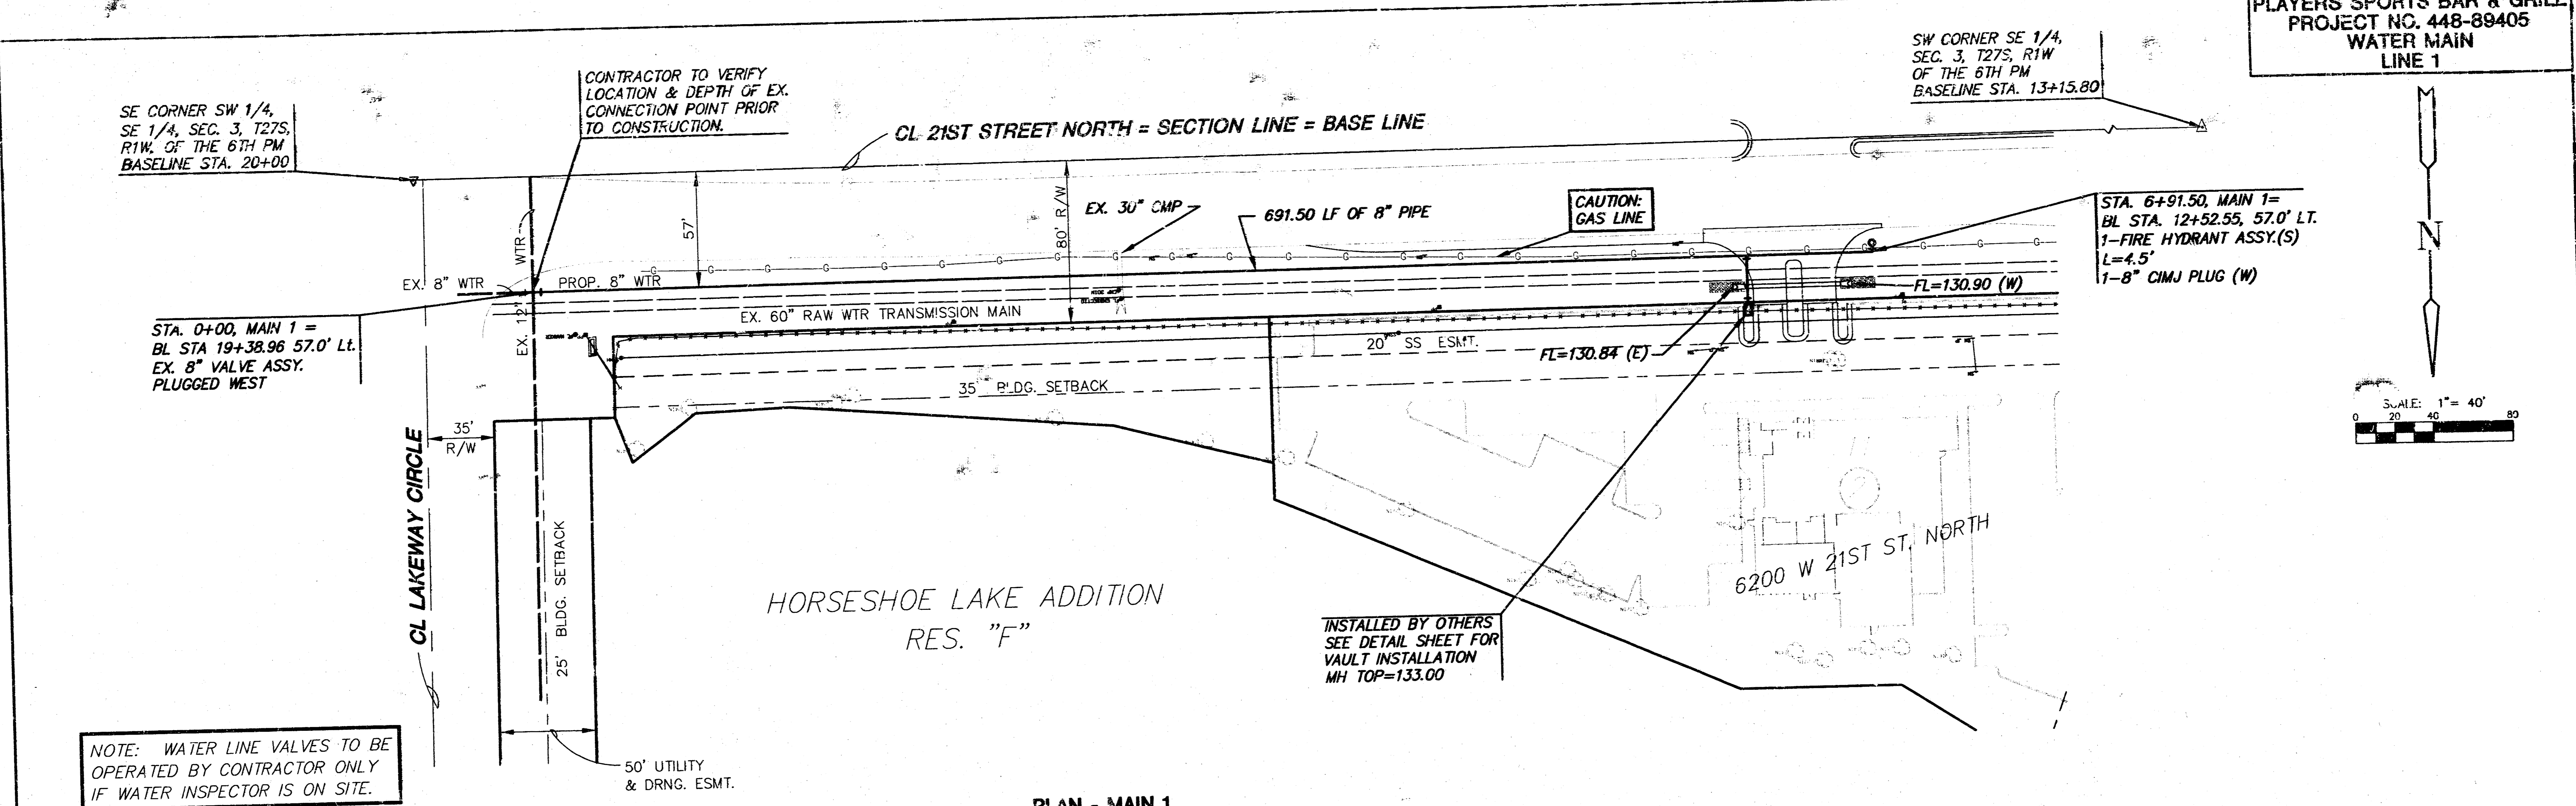 PLAYERS SPORTS BAR & GRILL
PROJECT NO. 448-89405
WATER MAIN
LINE 1
SW CORNER SE 1/4,
SEC. 3, T27S, R1W
OF THE 6TH PM
BASELINE STA. 13+15.80
CONTRACTOR TO VERIFY
LOCATION & DEPTH OF EX.
CONNECTION POINT PRIOR
TO CONSTRUCTION.
SE CORNER SW 1/4,
SE 1/4, SEC. 3, T27S,
R1W. OF THE 6TH PM
BASELINE STA. 20+00
CL 21ST STREET NORTH = SECTION LINE = BASE LINE
57'
80' R/W
EX. 30" CMP
691.50 LF OF 8" PIPE
CAUTION:
GAS LINE
STA. 6+91.50, MAIN 1=
BL STA. 12+52.55, 57.0' LT.
1-FIRE HYDRANT ASSY.(S)
L=4.5'
1-8" CIMJ PLUG (W)
N
WTR
EX. 12"
EX. 8" WTR
PROP. 8" WTR
G G G G G G G G G G G G G G G G G G
FL=130.90 (W)
EX. 60" RAW WTR TRANSMISSION MAIN
STA. 0+00, MAIN 1 =
BL STA 19+38.96 57.0' Lt.
EX. 8" VALVE ASSY.
PLUGGED WEST
20' SS ESMT.
FL=130.84 (E)
35' BLDG. SETBACK
SCALE: 1"= 40'
0 20 40 80
35'
R/W
CL LAKEWAY CIRCLE
25' BLDG. SETBACK
HORSESHOE LAKE ADDITION
RES. "F"
6200 W 21ST ST. NORTH
INSTALLED BY OTHERS
SEE DETAIL SHEET FOR
VAULT INSTALLATION
MH TOP=133.00
50' UTILITY
& DRNG. ESMT.
NOTE: WATER LINE VALVES TO BE
OPERATED BY CONTRACTOR ONLY
IF WATER INSPECTOR IS ON SITE.
PLAN - MAIN 1